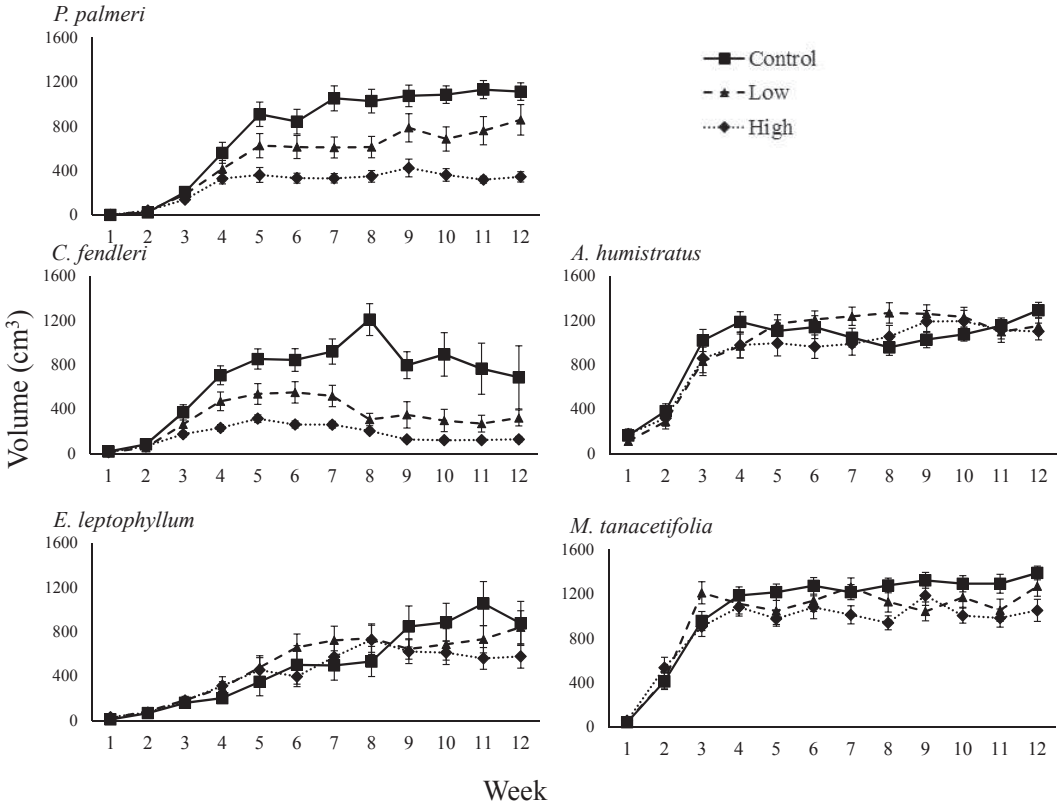 P. palmeri
1600
1200
800
400
0
1 2 3 4 5 6 7 8 9 10 11 12
Control
Low
High
C. fendleri
1600
1200
800
400
0
1 2 3 4 5 6 7 8 9 10 11 12
A. humistratus
1600
1200
800
400
0
1 2 3 4 5 6 7 8 9 10 11 12
Volume (cm³)
E. leptophyllum
1600
1200
800
400
0
1 2 3 4 5 6 7 8 9 10 11 12
M. tanacetifolia
1600
1200
800
400
0
1 2 3 4 5 6 7 8 9 10 11 12
Week